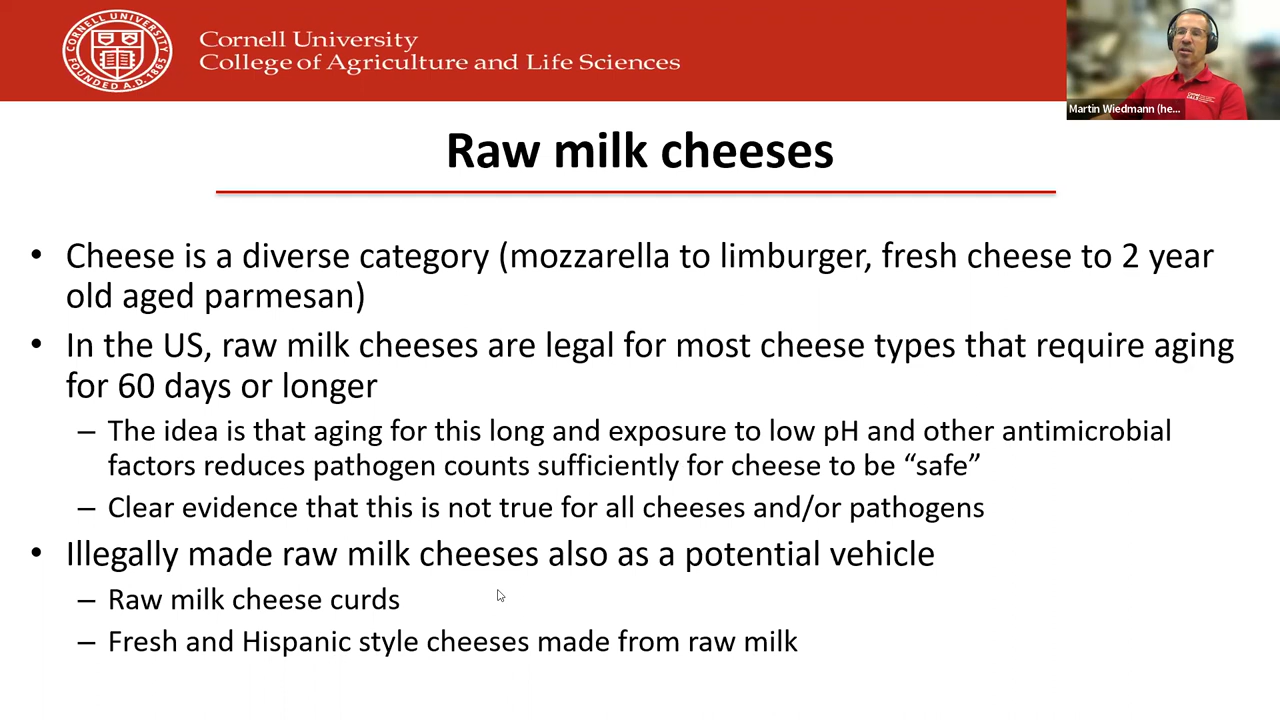 CORNELL UNIVERSITY
FOUNDED A.D. 1865
Cornell University
College of Agriculture and Life Sciences
Martin Wiedmann (he...
Raw milk cheeses
• Cheese is a diverse category (mozzarella to limburger, fresh cheese to 2 year
old aged parmesan)
• In the US, raw milk cheeses are legal for most cheese types that require aging
for 60 days or longer
– The idea is that aging for this long and exposure to low pH and other antimicrobial
factors reduces pathogen counts sufficiently for cheese to be “safe”
– Clear evidence that this is not true for all cheeses and/or pathogens
• Illegally made raw milk cheeses also as a potential vehicle
– Raw milk cheese curds
– Fresh and Hispanic style cheeses made from raw milk